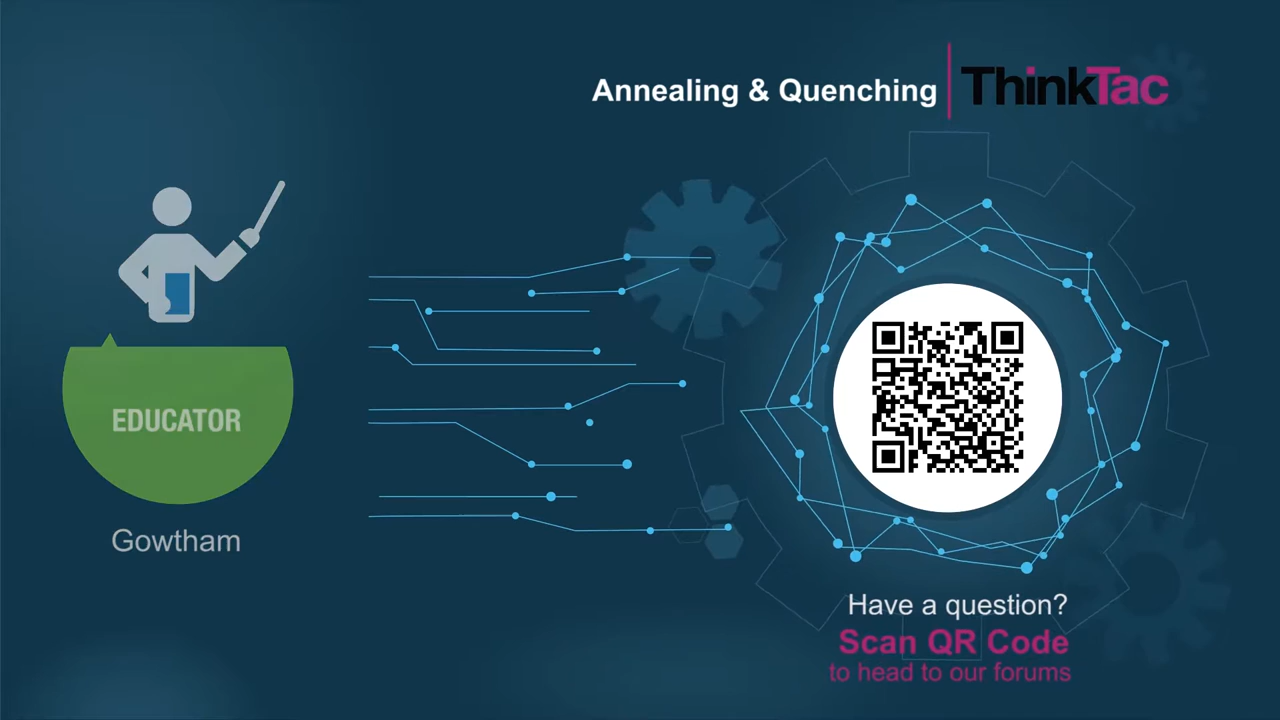 Annealing & Quenching
ThinkTac
EDUCATOR
Gowtham
Have a question?
Scan QR Code
to head to our forums